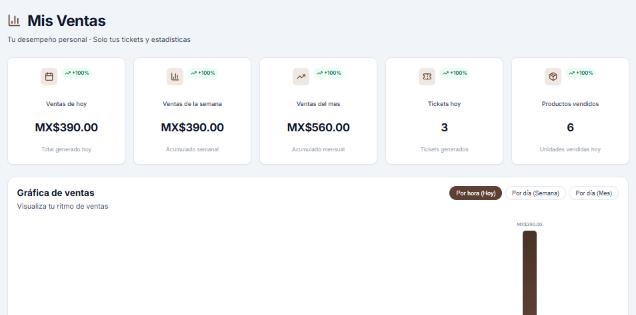 Mis Ventas
Tu desempeño personal · Solo tus tickets y estadísticas
+100%
Ventas de hoy
MX$390.00
Total generado hoy
+100%
Ventas de la semana
MX$390.00
Acumulado semanal
+100%
Ventas del mes
MX$560.00
Acumulado mensual
+100%
Tickets hoy
3
Tickets generados
+100%
Productos vendidos
6
Unidades vendidas hoy
Gráfica de ventas
Visualiza tu ritmo de ventas
Por hora (Hoy)
Por día (Semana)
Por día (Mes)